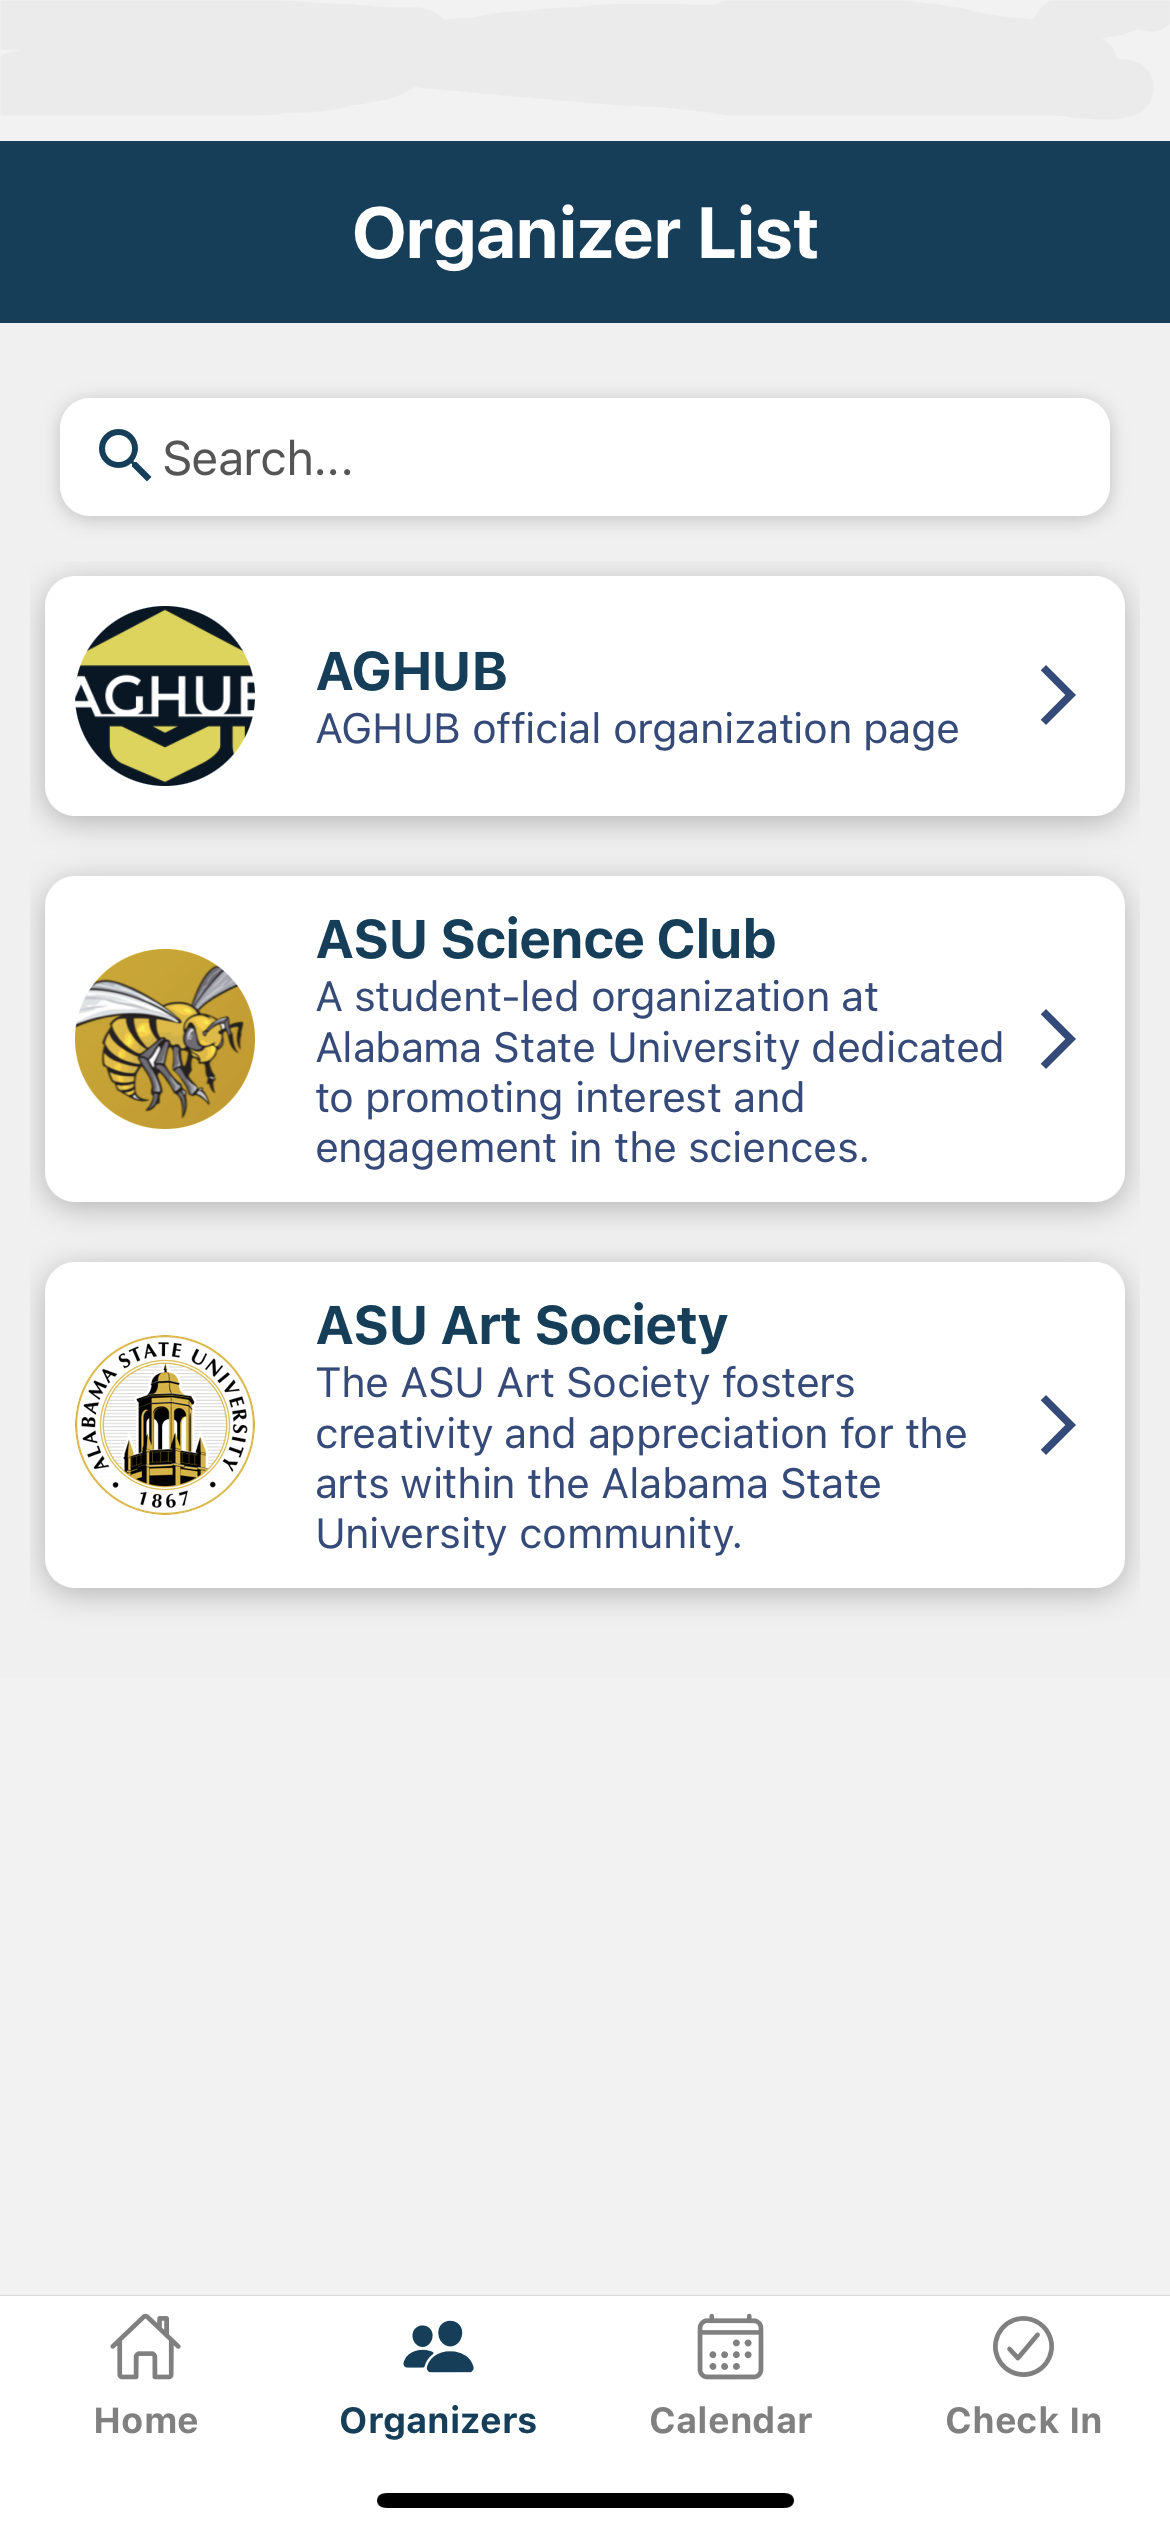 Organizer List
Search...
AGHUB
AGHUB
AGHUB official organization page
ASU Science Club
A student-led organization at
Alabama State University dedicated
to promoting interest and
engagement in the sciences.
ALABAMA STATE UNIVERSITY
1867
ASU Art Society
The ASU Art Society fosters
creativity and appreciation for the
arts within the Alabama State
University community.
Home
Organizers
Calendar
Check In